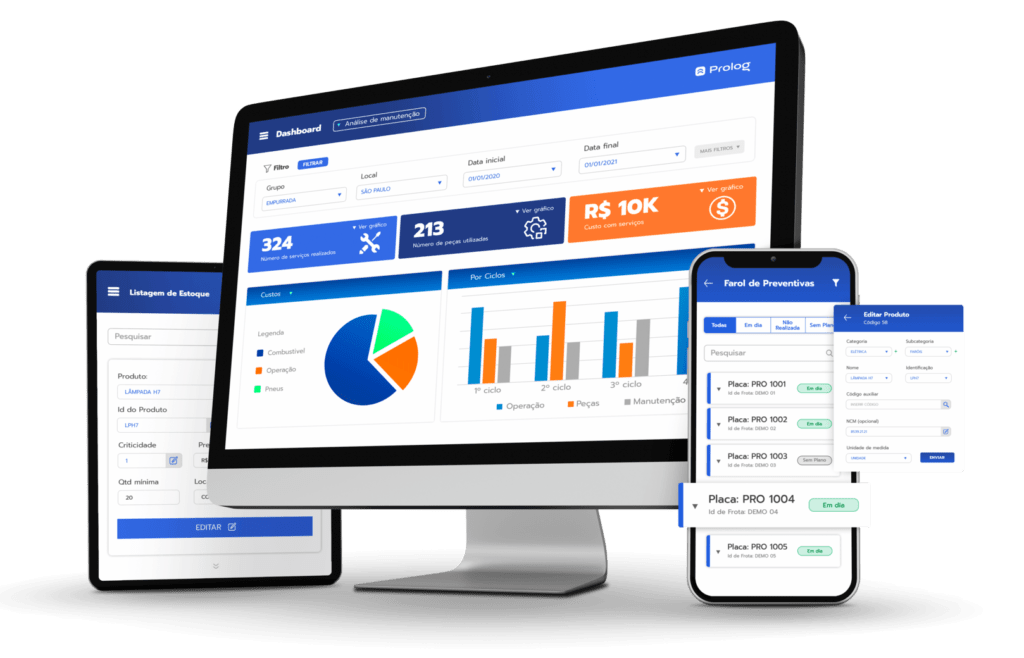 Prolog
Dashboard
Análise de manutenção
Filtro
FILTRAR
Grupo
EMPURRADA
Local
SÃO PAULO
Data inicial
01/01/2020
Data final
01/01/2021
MAIS FILTROS
324
Ver gráfico
Número de serviços realizados
213
Ver gráfico
Número de peças utilizadas
R$ 10K
Ver gráfico
Custo com serviços
Custos
Legenda
Combustível
Operação
Pneus
Por Ciclos
1º ciclo
2º ciclo
3º ciclo
4
Operação
Peças
Manutenção
Listagem de Estoque
Pesquisar
Produto
LÂMPADA H7
Id do Produto
LPH7
Criticidade
Pre
1
R$
Qtd mínima
Loc
20
CO
EDITAR
Farol de Preventivas
Todas
Em dia
Não Realizada
Sem Plan
Pesquisar
Placa: PRO 1001
Id de Frota: DEMO 01
Em dia
Placa: PRO 1002
Id de Frota: DEMO 02
Em dia
Placa: PRO 1003
Id de Frota: DEMO 03
Sem Plano
Placa: PRO 1004
Id de Frota: DEMO 04
Em dia
Placa: PRO 1005
Id de Frota: DEMO 05
Em dia
Editar Produto
Código: 58
Categoria
Subcategoria
ELÉTRICA
FARÓIS
Nome
Identificação
LÂMPADA H7
LPH7
Código auxiliar
NCM (opcional)
Unidade de medida
UNIDADE
ENVIAR